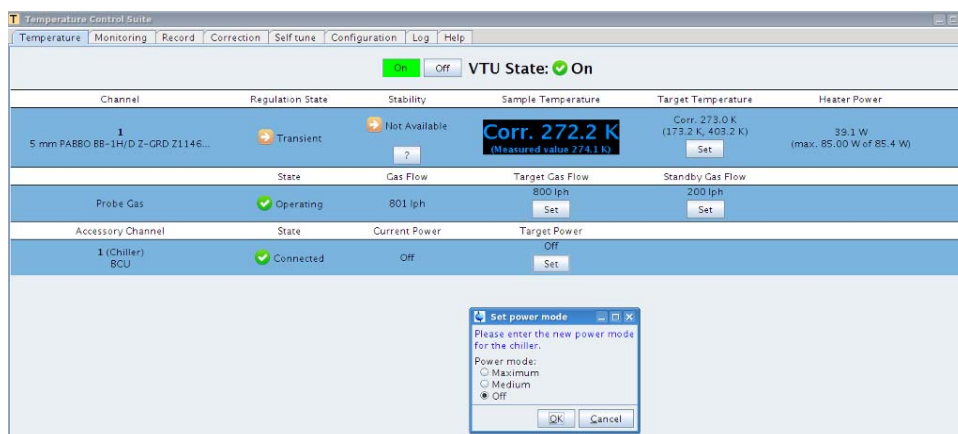 T Temperature Control Suite
Temperature Monitoring Record Correction Self tune Configuration Log Help
On Off VTU State: On
Channel Regulation State Stability Sample Temperature Target Temperature Heater Power
1
5 mm PABBO BB-1H/D Z-GRD Z1146...
Transient
Not Available
?
Corr. 272.2 K
(Measured value 274.1 K)
Corr. 273.0 K
(173.2 K, 403.2 K)
Set
39.1 W
(max. 85.00 W of 85.4 W)
State Gas Flow Target Gas Flow Standby Gas Flow
Probe Gas
Operating
801 lph
800 lph
Set
200 lph
Set
Accessory Channel State Current Power Target Power
1 (Chiller)
BCU
Connected
Off
Off
Set
Set power mode
Please enter the new power mode
for the chiller.
Power mode:
Maximum
Medium
Off
OK Cancel